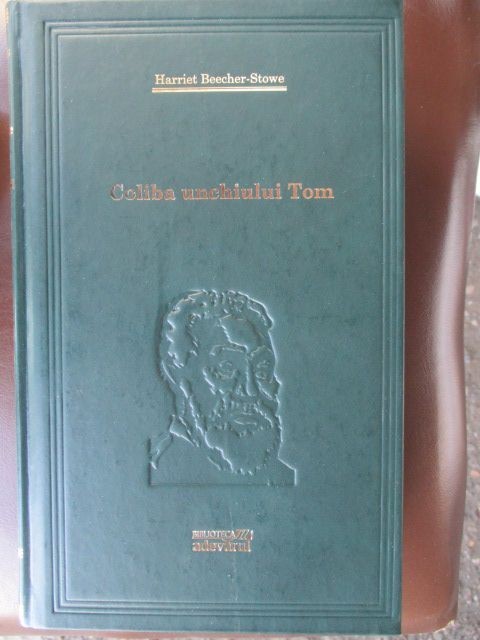 Harriet Beecher-Stowe
Coliba unchiului Tom
BIBLIOTECA
adevărul